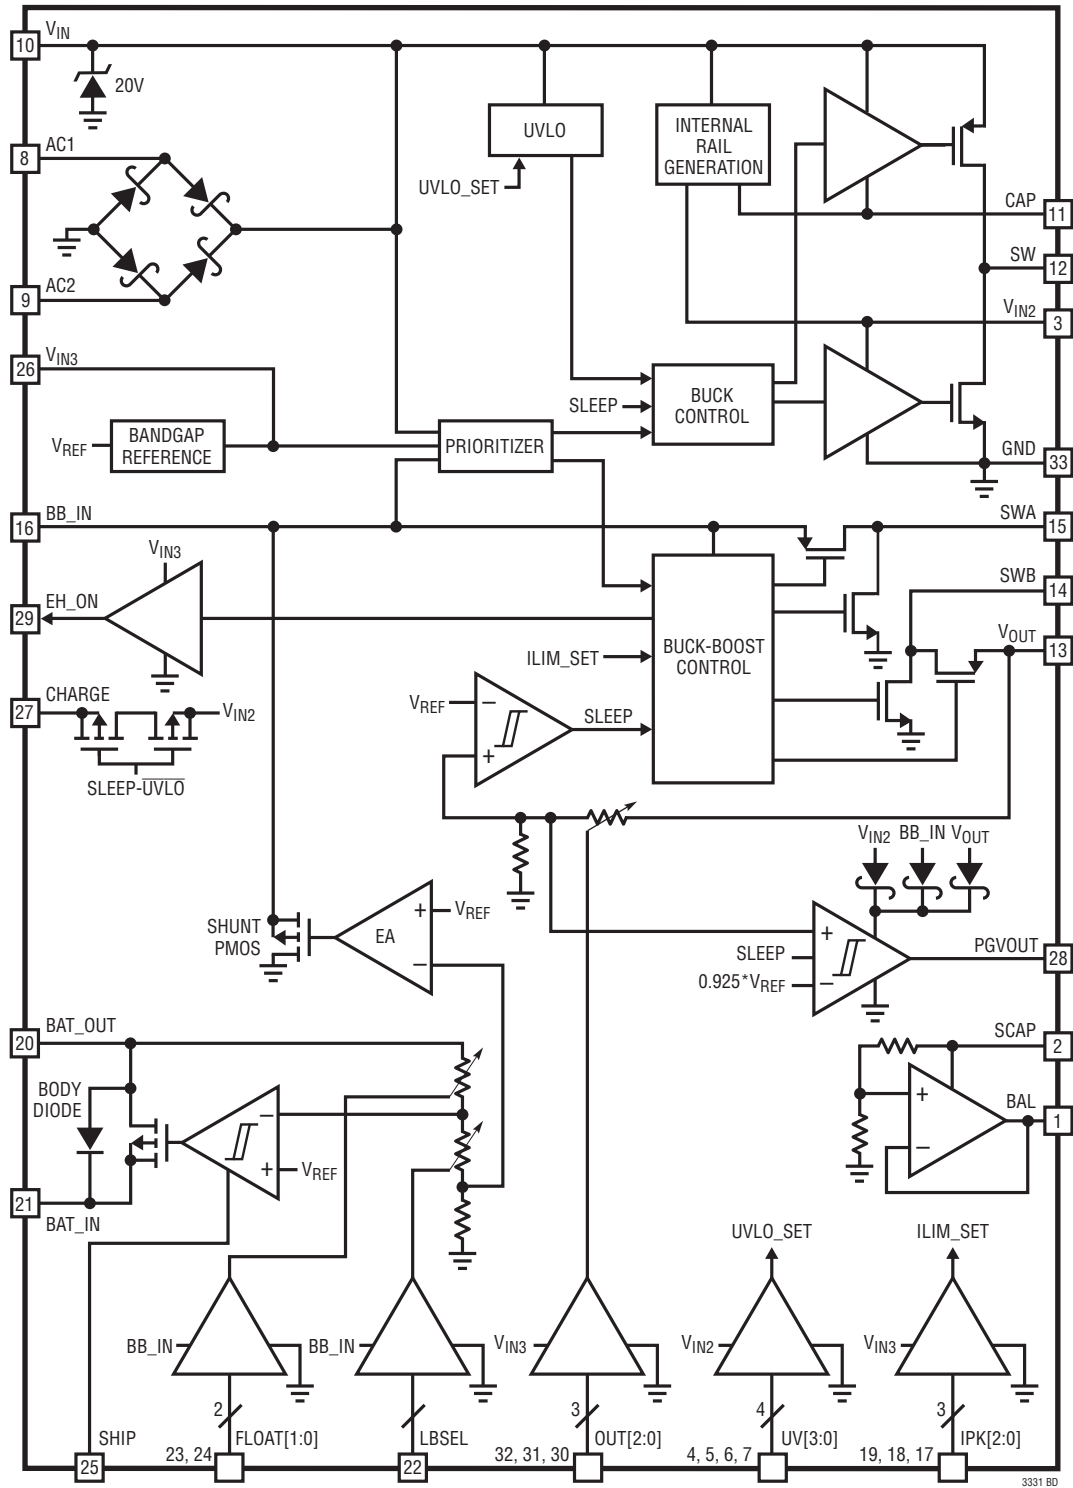 10
VIN
20V
8
AC1
9
AC2
UVLO
UVLO_SET
INTERNAL
RAIL
GENERATION
CAP
11
SW
12
VIN2
3
26
VIN3
VREF
BANDGAP
REFERENCE
PRIORITIZER
SLEEP
BUCK
CONTROL
GND
33
16
BB_IN
SWA
15
SWB
14
VOUT
13
VIN3
29
EH_ON
ILIM_SET
BUCK-BOOST
CONTROL
27
CHARGE
VIN2
SLEEP-UVLO
VREF
−
+
SLEEP
VIN2 BB_IN VOUT
SHUNT
PMOS
EA
+
−
VREF
SLEEP
0.925*VREF
+
−
PGVOUT
28
20
BAT_OUT
BODY
DIODE
−
+
VREF
21
BAT_IN
SCAP
2
+
−
BAL
1
UVLO_SET
ILIM_SET
BB_IN
BB_IN
VIN3
VIN2
VIN3
2
3
4
3
SHIP
25
23, 24
FLOAT[1:0]
22
LBSEL
32, 31, 30
OUT[2:0]
4, 5, 6, 7
UV[3:0]
19, 18, 17
IPK[2:0]
3331 BD